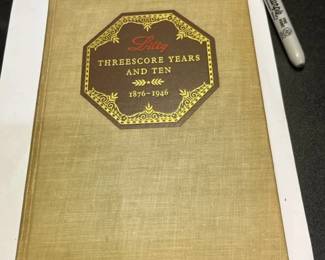 Lilly
THREESCORE YEARS
AND TEN
1876-1946